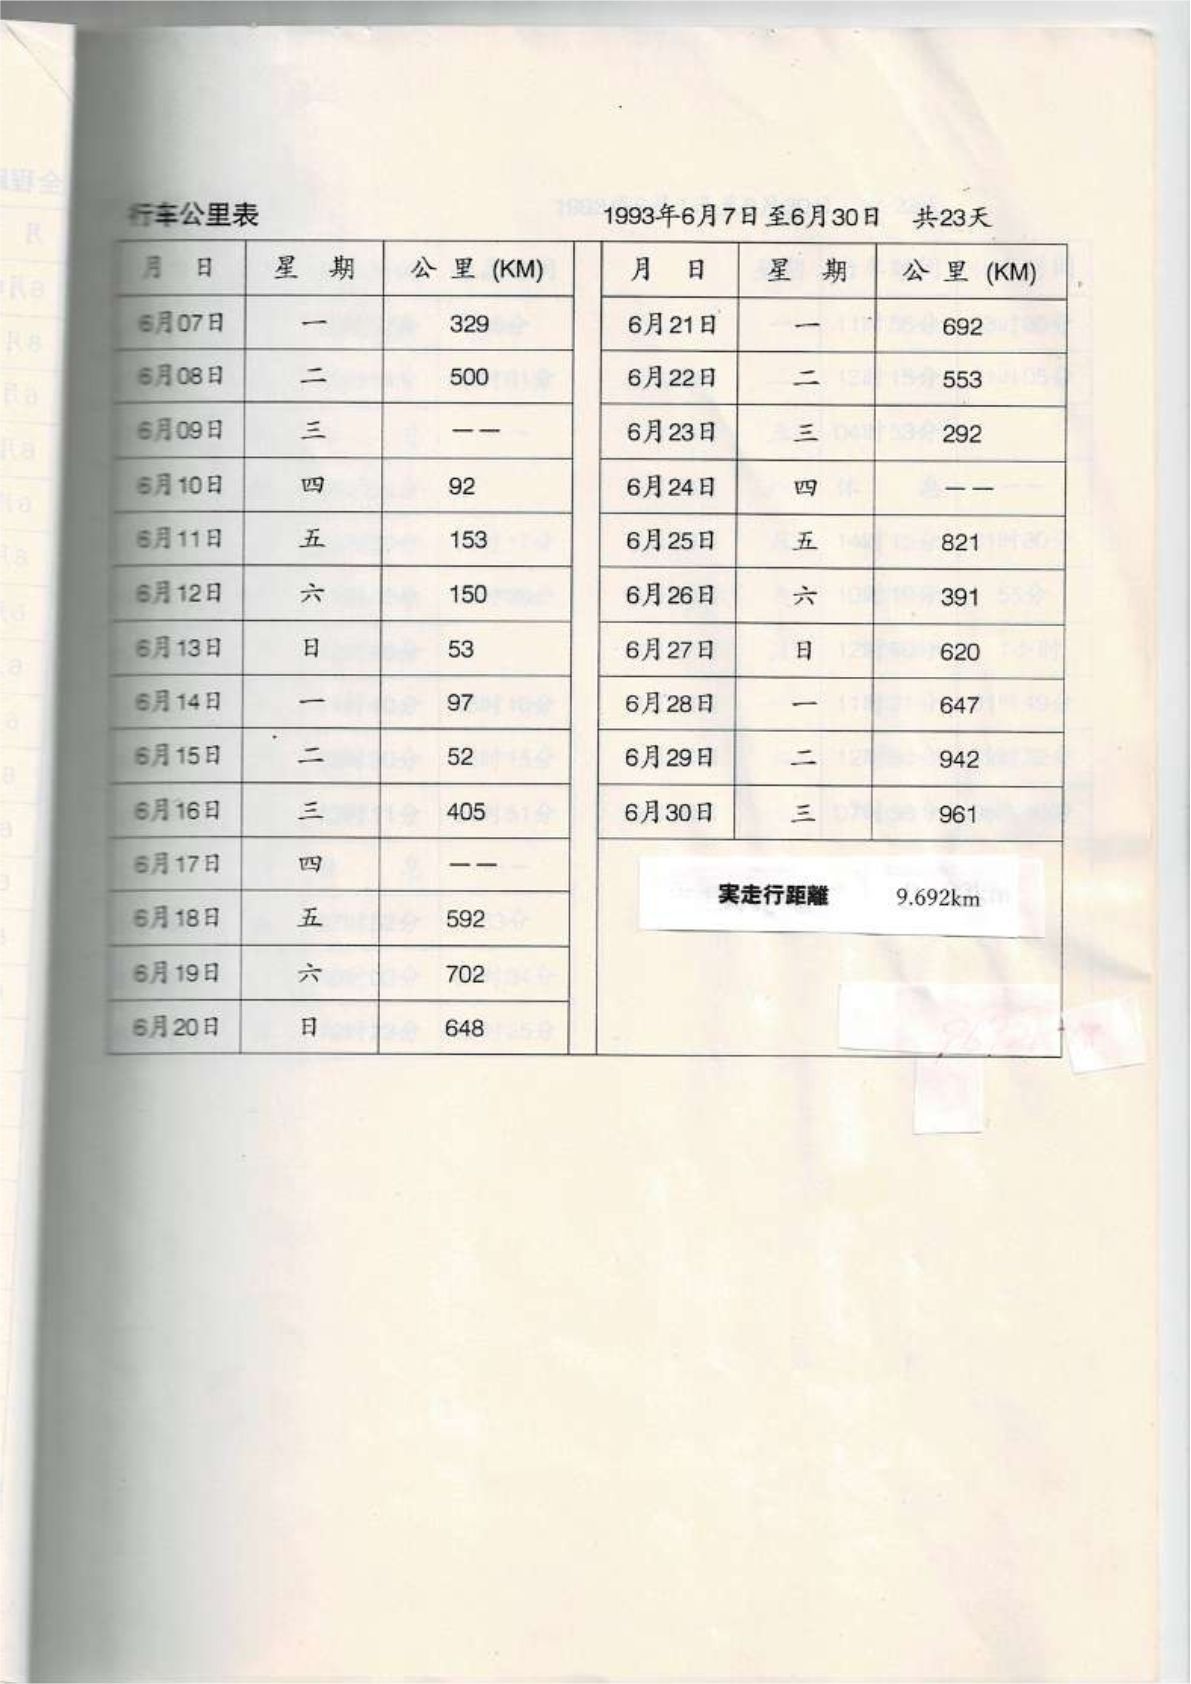 行车公里表
1993年6月7日至6月30日 共23天
月 日 星 期 公 里 (KM)
6月07日 一 329
6月08日 二 500
6月09日 三 ——
6月10日 四 92
6月11日 五 153
6月12日 六 150
6月13日 日 53
6月14日 一 97
6月15日 二 52
6月16日 三 405
6月17日 四 ——
6月18日 五 592
6月19日 六 702
6月20日 日 648
月 日 星 期 公 里 (KM)
6月21日 一 692
6月22日 二 553
6月23日 三 292
6月24日 四 ——
6月25日 五 821
6月26日 六 391
6月27日 日 620
6月28日 一 647
6月29日 二 942
6月30日 三 961
実走行距離 9.692km